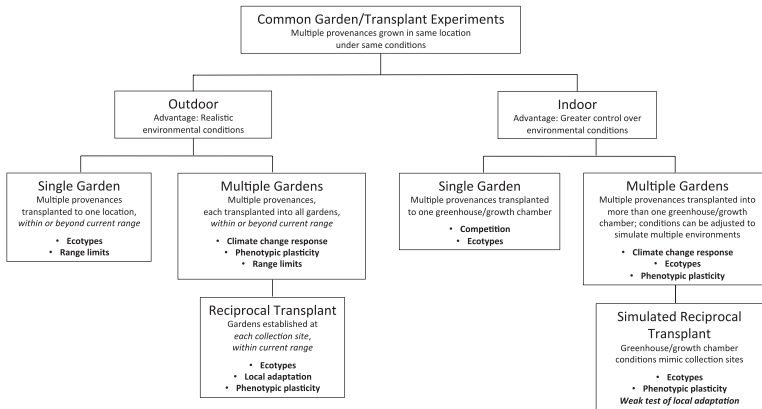 Common Garden/Transplant Experiments
Multiple provenances grown in same location
under same conditions
Outdoor
Advantage: Realistic
environmental conditions
Indoor
Advantage: Greater control over
environmental conditions
Single Garden
Multiple provenances
transplanted to one location,
within or beyond current range
• Ecotypes
• Range limits
Multiple Gardens
Multiple provenances,
each transplanted into all gardens,
within or beyond current range
• Climate change response
• Phenotypic plasticity
• Range limits
Single Garden
Multiple provenances transplanted
to one greenhouse/growth chamber
• Competition
• Ecotypes
Multiple Gardens
Multiple provenances transplanted into
more than one greenhouse/growth
chamber; conditions can be adjusted to
simulate multiple environments
• Climate change response
• Ecotypes
• Phenotypic plasticity
Reciprocal Transplant
Gardens established at
each collection site,
within current range
• Ecotypes
• Local adaptation
• Phenotypic plasticity
Simulated Reciprocal
Transplant
Greenhouse/growth chamber
conditions mimic collection sites
• Ecotypes
• Phenotypic plasticity
Weak test of local adaptation